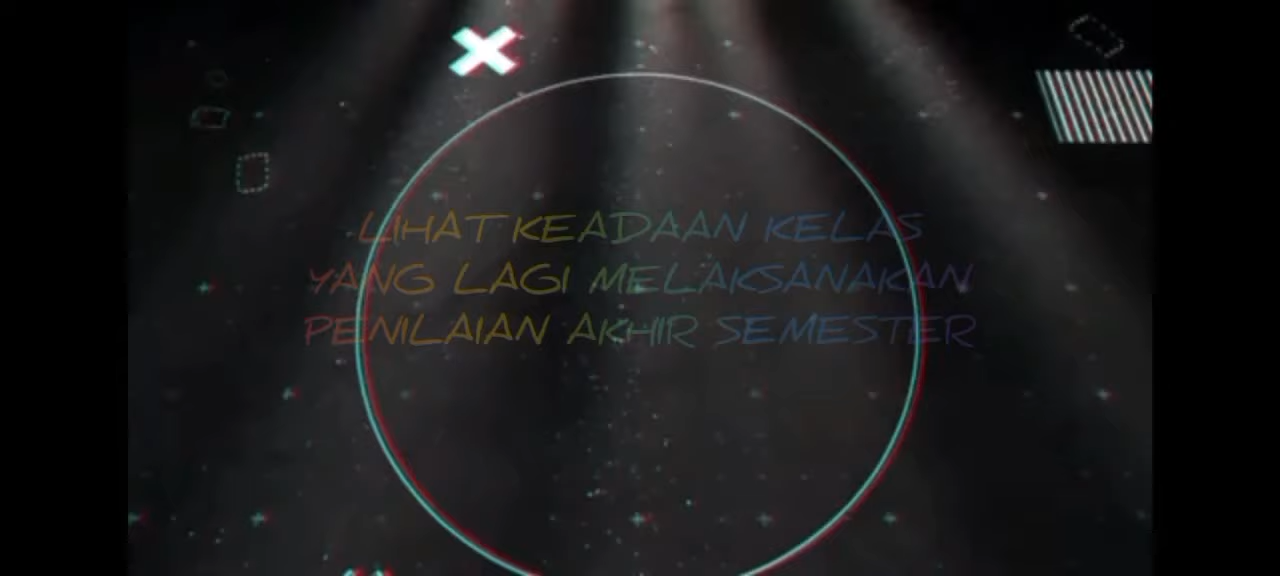 LIHAT KEADAAN KELAS
YANG LAGI MELAKSANAKAN
PENILAIAN AKHIR SEMESTER